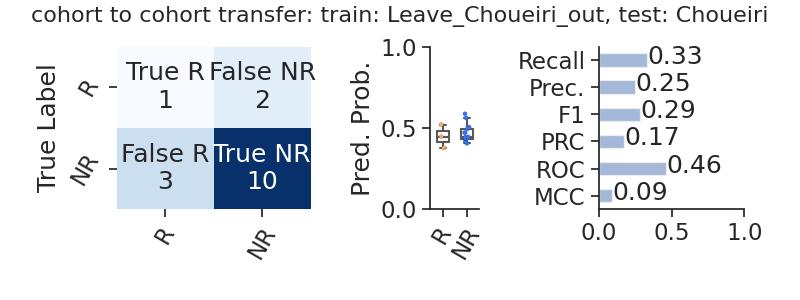 cohort to cohort transfer: train: Leave_Choueiri_out, test: Choueiri
True Label
R
NR
True R
1
False NR
2
False R
3
True NR
10
R
NR
Pred. Prob.
1.0
0.5
0.0
R
NR
Recall
0.33
Prec.
0.25
F1
0.29
PRC
0.17
ROC
0.46
MCC
0.09
0.0
0.5
1.0